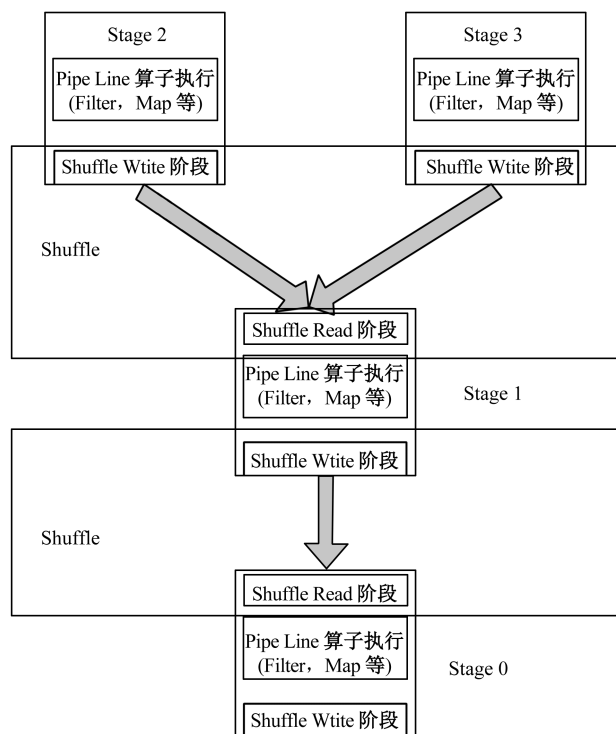 Stage 2
Stage 3
Pipe Line 算子执行
(Filter，Map 等)
Pipe Line 算子执行
(Filter，Map 等)
Shuffle Wtite 阶段
Shuffle Wtite 阶段
Shuffle
Shuffle Read 阶段
Pipe Line 算子执行
(Filter，Map 等)
Stage 1
Shuffle Wtite 阶段
Shuffle
Shuffle Read 阶段
Pipe Line 算子执行
(Filter，Map 等)
Stage 0
Shuffle Wtite 阶段